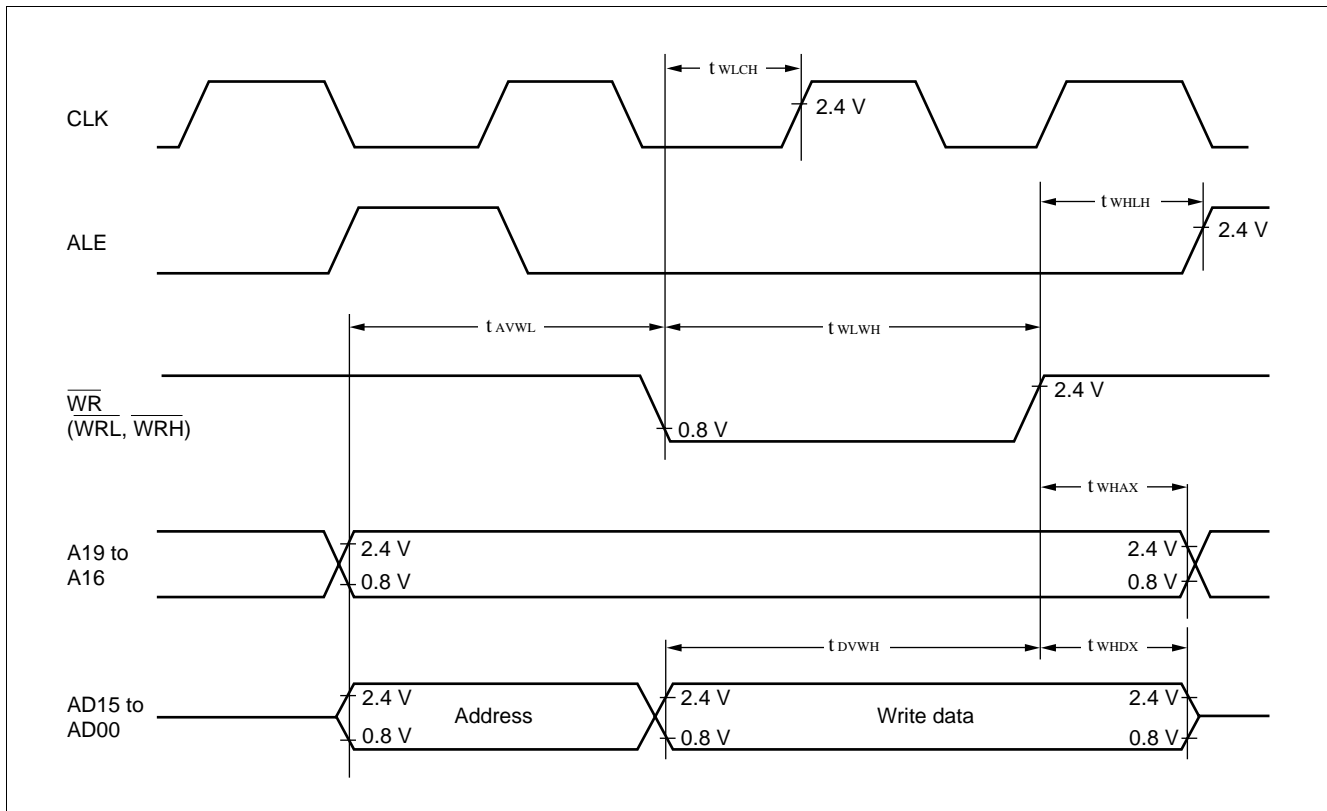 t WLCH
CLK
2.4 V
t WHLH
ALE
2.4 V
t AVWL
t WLWH
WR
(WRL, WRH)
2.4 V
0.8 V
t WHAX
A19 to
A16
2.4 V
0.8 V
2.4 V
0.8 V
t DVWH
t WHDX
AD15 to
AD00
2.4 V
0.8 V
Address
2.4 V
0.8 V
Write data
2.4 V
0.8 V